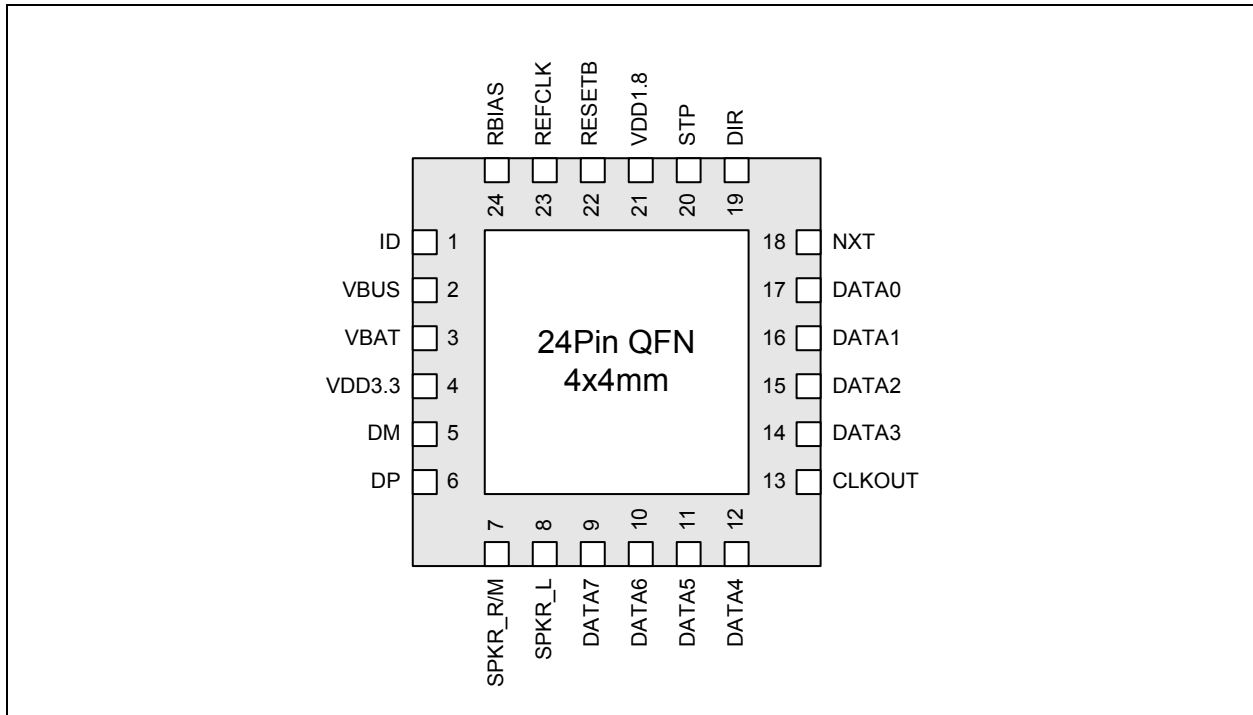 RBIAS
REFCLK
RESETB
VDD1.8
STP
DIR
24
23
22
21
20
19
ID 1
VBUS 2
VBAT 3
VDD3.3 4
DM 5
DP 6
24Pin QFN
4x4mm
18 NXT
17 DATA0
16 DATA1
15 DATA2
14 DATA3
13 CLKOUT
7
8
9
10
11
12
SPKR_R/M
SPKR_L
DATA7
DATA6
DATA5
DATA4